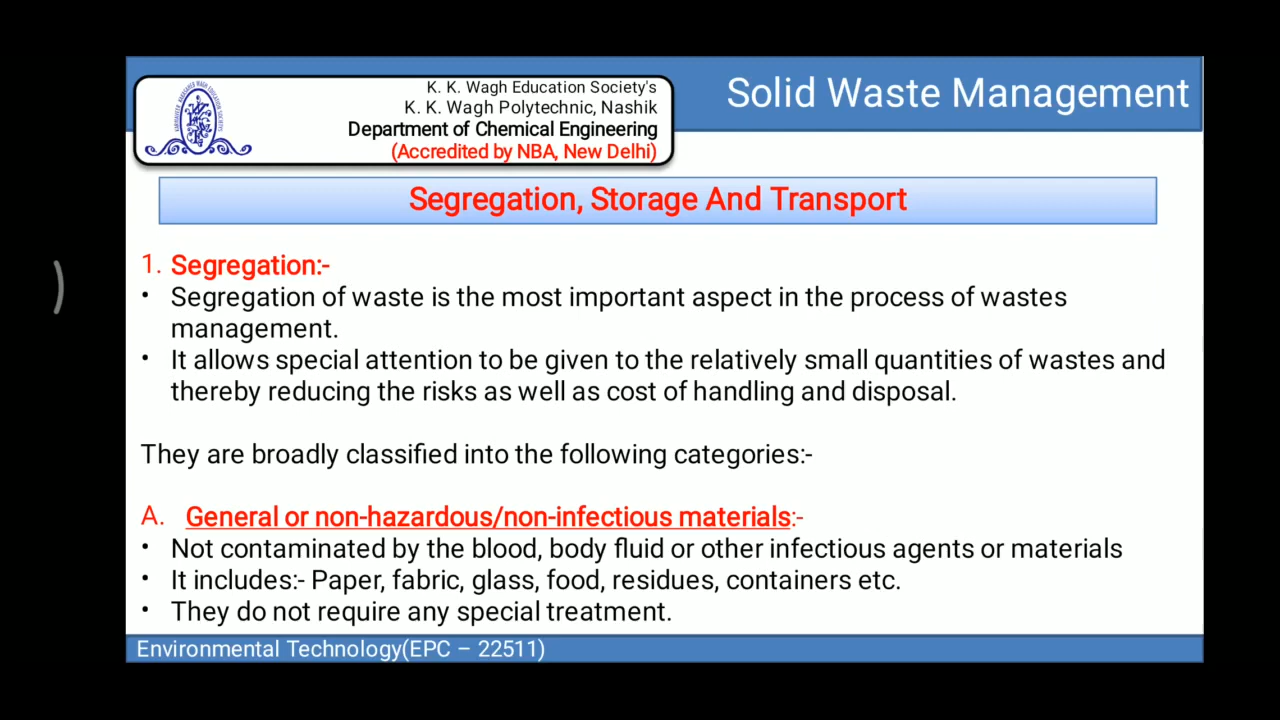 K. K. Wagh Education Society's
K. K. Wagh Polytechnic, Nashik
Department of Chemical Engineering
(Accredited by NBA, New Delhi)
Solid Waste Management
Segregation, Storage And Transport
1. Segregation:-
• Segregation of waste is the most important aspect in the process of wastes
management.
• It allows special attention to be given to the relatively small quantities of wastes and
thereby reducing the risks as well as cost of handling and disposal.
They are broadly classified into the following categories:-
A. General or non-hazardous/non-infectious materials:-
• Not contaminated by the blood, body fluid or other infectious agents or materials
• It includes:- Paper, fabric, glass, food, residues, containers etc.
• They do not require any special treatment.
Environmental Technology(EPC – 22511)